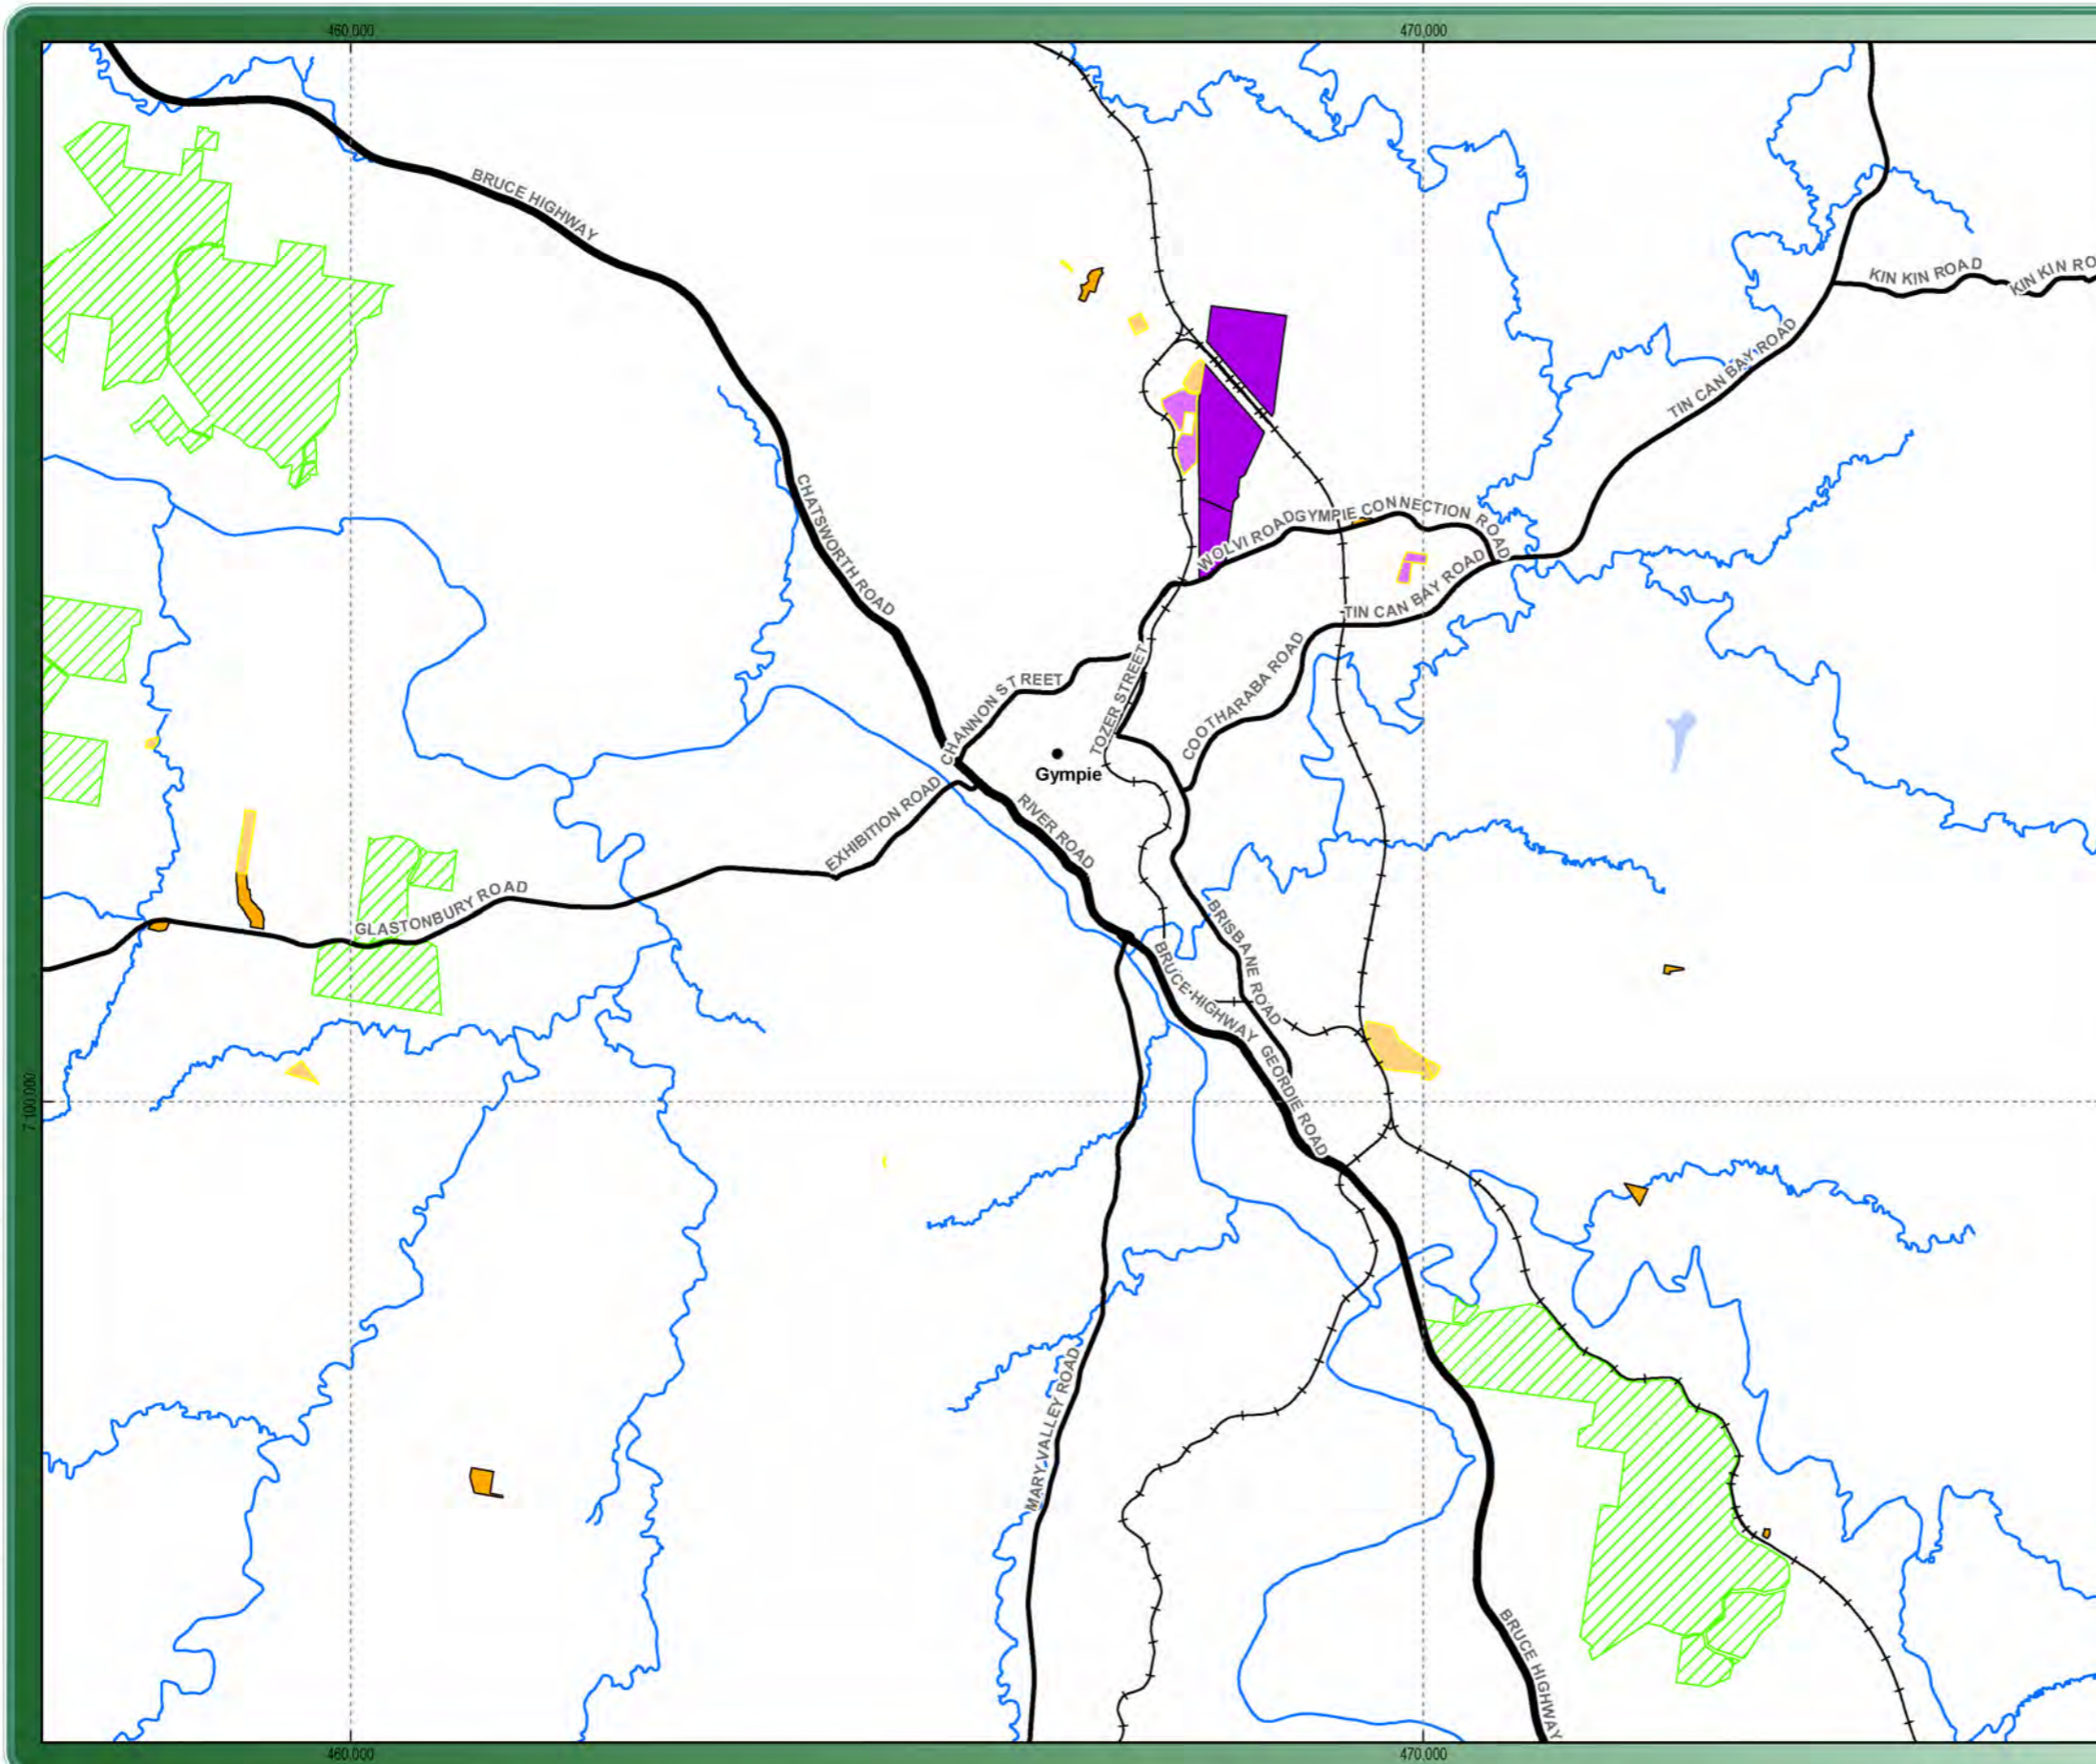 460,000
470,000
BRUCE HIGHWAY
KIN KIN ROAD
KIN KIN RO
TIN CAN BAY ROAD
CHATSWORTH ROAD
WOLVI ROAD
GYMPIE CONNECTION ROAD
TIN CAN BAY ROAD
COOTHARABA ROAD
CHANNON STREET
TOZER STREET
Gympie
EXHIBITION ROAD
RIVER ROAD
GLASTONBURY ROAD
BRISBANE ROAD
BRUCE HIGHWAY
GEORDIE ROAD
7,100,000
MARY VALLEY ROAD
BRUCE HIGHWAY
460,000
470,000